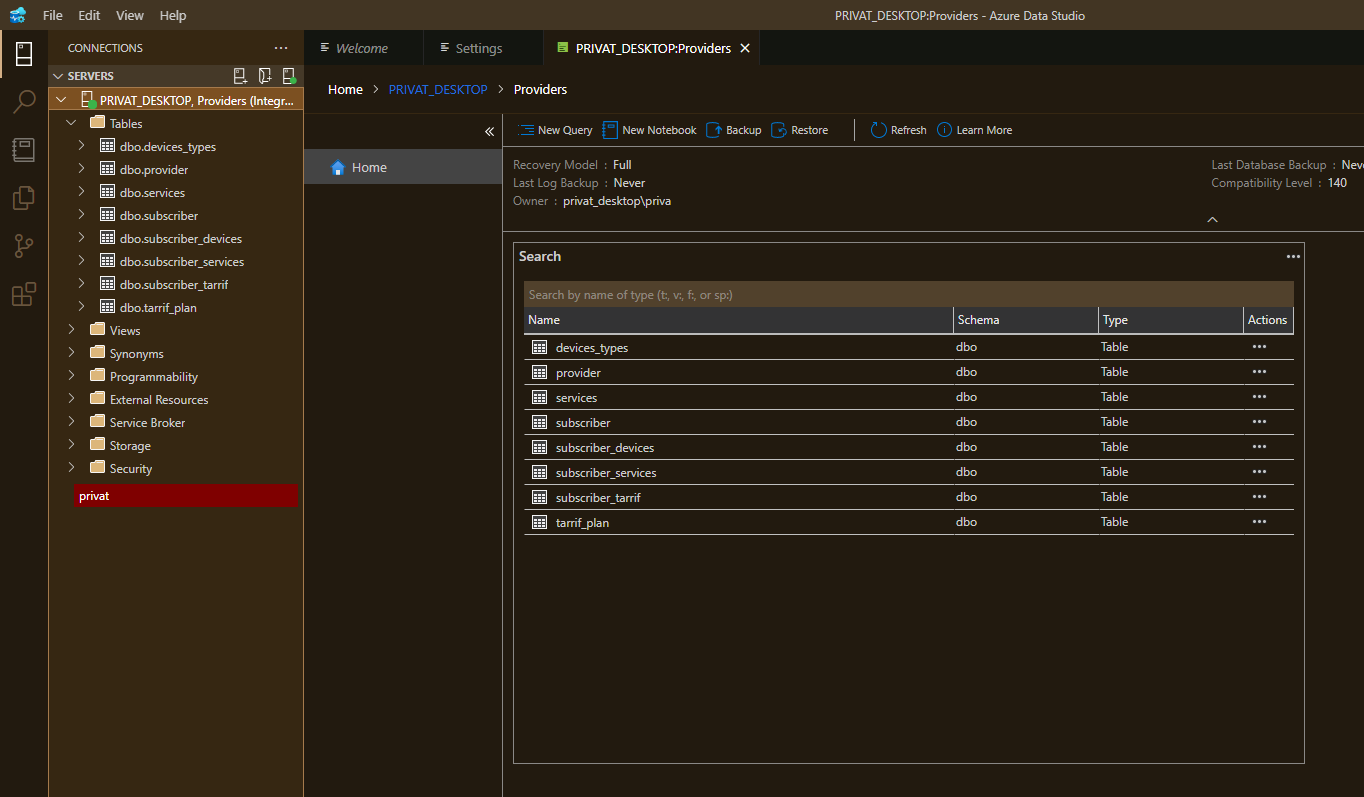 File Edit View Help
PRIVAT_DESKTOP:Providers - Azure Data Studio
CONNECTIONS
SERVERS
PRIVAT_DESKTOP, Providers (Integr...
Tables
dbo.devices_types
dbo.provider
dbo.services
dbo.subscriber
dbo.subscriber_devices
dbo.subscriber_services
dbo.subscriber_tarrif
dbo.tarrif_plan
Views
Synonyms
Programmability
External Resources
Service Broker
Storage
Security
privat
Welcome
Settings
PRIVAT_DESKTOP:Providers
Home > PRIVAT_DESKTOP > Providers
Home
New Query New Notebook Backup Restore Refresh Learn More
Recovery Model : Full
Last Log Backup : Never
Owner : privat_desktop\priva
Last Database Backup : Neve
Compatibility Level : 140
Search
Search by name of type (t:, v:, f:, or sp:)
Name Schema Type Actions
devices_types dbo Table
provider dbo Table
services dbo Table
subscriber dbo Table
subscriber_devices dbo Table
subscriber_services dbo Table
subscriber_tarrif dbo Table
tarrif_plan dbo Table